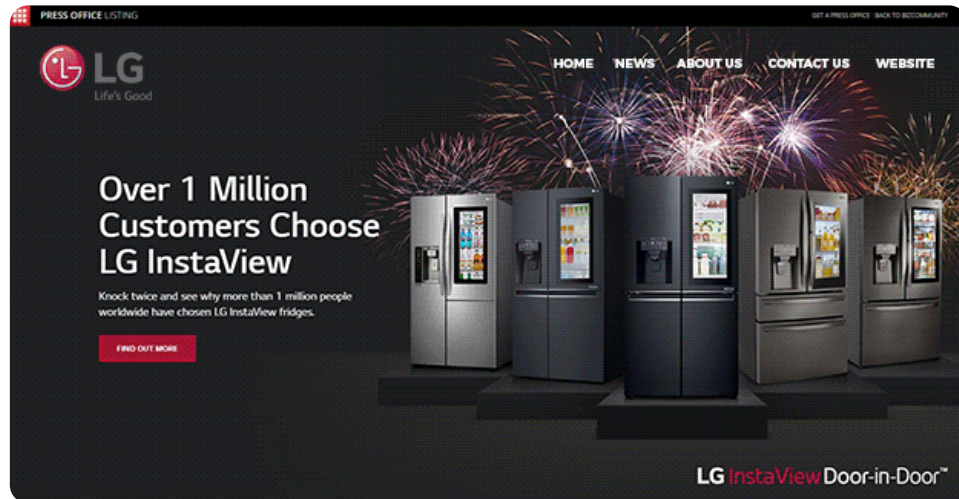 PRESS OFFICE LISTING
GET A PRESS OFFICE BACK TO BIZCOMMUNITY
LG
Life's Good
HOME NEWS ABOUT US CONTACT US WEBSITE
Over 1 Million
Customers Choose
LG InstaView
Knock twice and see why more than 1 million people
worldwide have chosen LG InstaView fridges.
FIND OUT MORE
LG InstaView Door-in-Door™